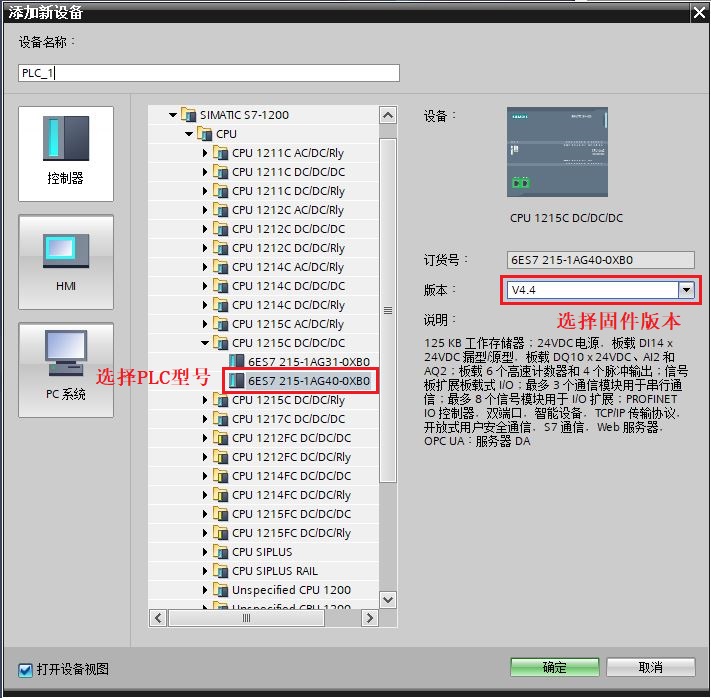 添加新设备
设备名称：
PLC_1
控制器
HMI
PC 系统
SIMATIC S7-1200
CPU
CPU 1211C AC/DC/Rly
CPU 1211C DC/DC/DC
CPU 1211C DC/DC/Rly
CPU 1212C AC/DC/Rly
CPU 1212C DC/DC/DC
CPU 1212C DC/DC/Rly
CPU 1214C AC/DC/Rly
CPU 1214C DC/DC/DC
CPU 1214C DC/DC/Rly
CPU 1215C AC/DC/Rly
CPU 1215C DC/DC/DC
6ES7 215-1AG31-0XB0
6ES7 215-1AG40-0XB0
选择PLC型号
CPU 1215C DC/DC/Rly
CPU 1217C DC/DC/DC
CPU 1212FC DC/DC/DC
CPU 1212FC DC/DC/Rly
CPU 1214FC DC/DC/DC
CPU 1214FC DC/DC/Rly
CPU 1215FC DC/DC/DC
CPU 1215FC DC/DC/Rly
CPU SIPLUS
CPU SIPLUS RAIL
Unspecified CPU 1200
Unspecified CPU 1200
设备：
SIEMENS
CPU 1215C DC/DC/DC
订货号：
6ES7 215-1AG40-0XB0
版本：
V4.4
选择固件版本
说明：
125 KB 工作存储器；24VDC 电源，板载 DI14 x
24VDC 漏型/源型，板载 DQ10 x 24VDC、AI2 和
AQ2；板载 6 个高速计数器和 4 个脉冲输出；信号
板扩展板载式 I/O；最多 3 个通信模块用于串行通
信；最多 8 个信号模块用于 I/O 扩展；PROFINET
IO 控制器，双端口，智能设备，TCP/IP 传输协议，
开放式用户安全通信，S7 通信，Web 服务器，
OPC UA：服务器 DA
打开设备视图
确定
取消